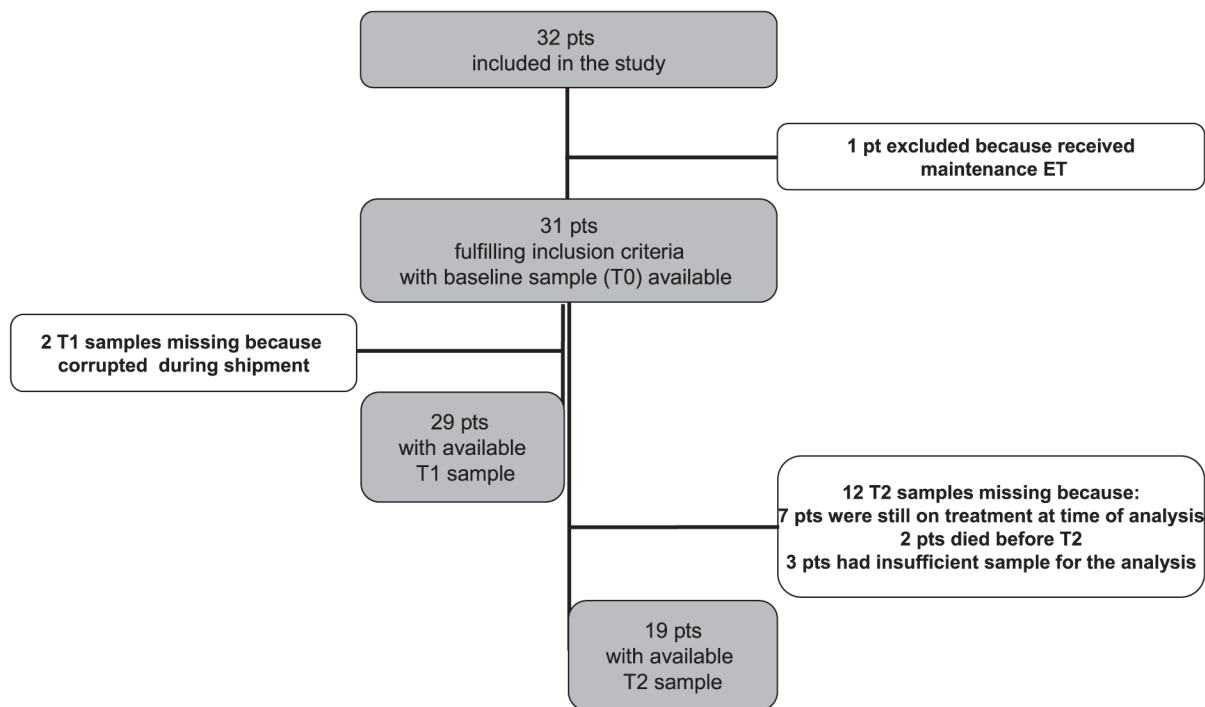 32 pts
included in the study
1 pt excluded because received
maintenance ET
31 pts
fulfilling inclusion criteria
with baseline sample (T0) available
2 T1 samples missing because
corrupted during shipment
29 pts
with available
T1 sample
12 T2 samples missing because:
7 pts were still on treatment at time of analysis
2 pts died before T2
3 pts had insufficient sample for the analysis
19 pts
with available
T2 sample